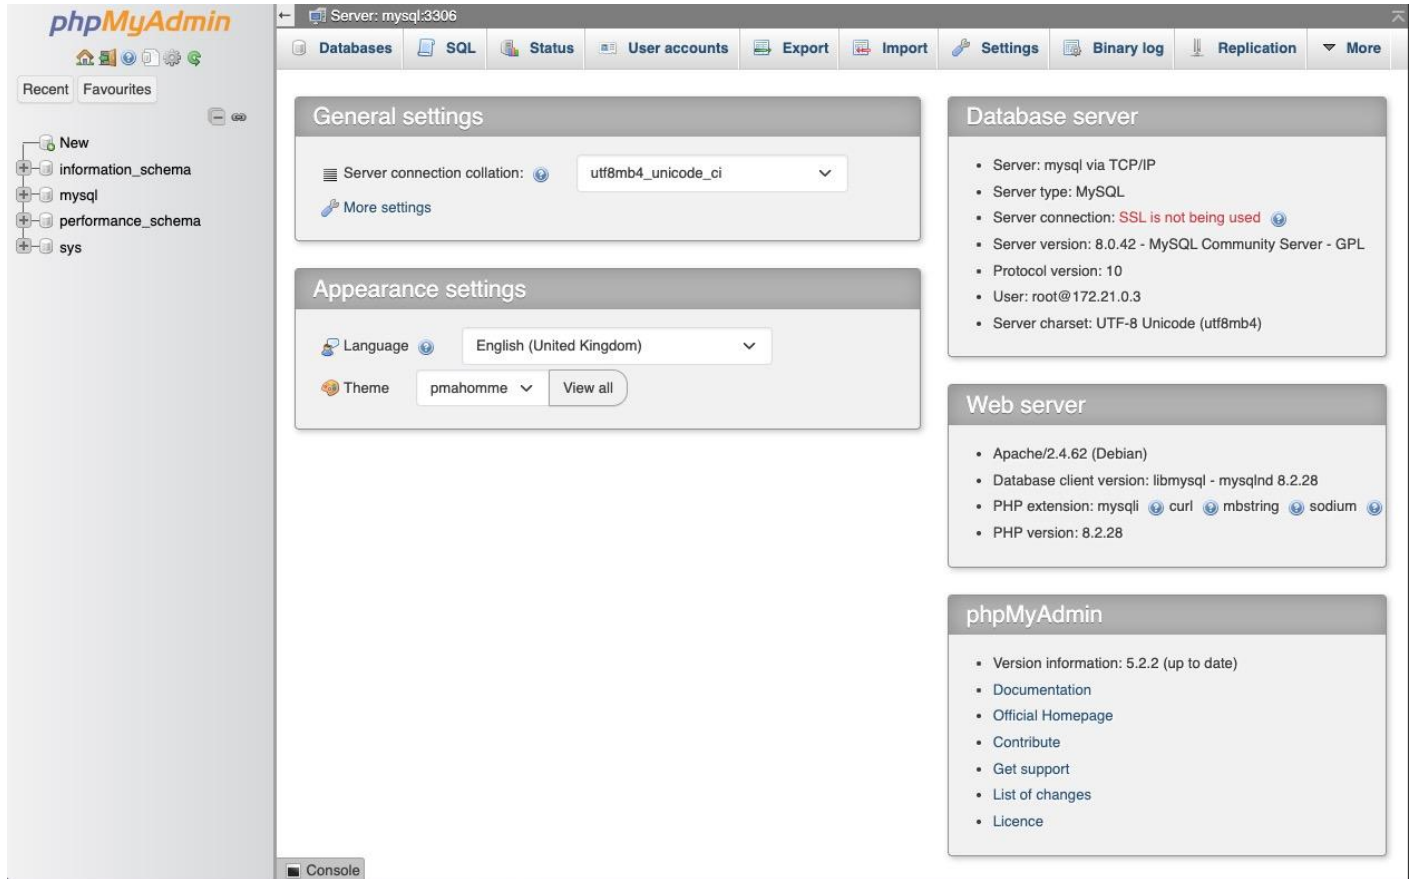 phpMyAdmin
Recent Favourites
New
information_schema
mysql
performance_schema
sys
Server: mysql:3306
Databases SQL Status User accounts Export Import Settings Binary log Replication More
General settings
Server connection collation: utf8mb4_unicode_ci
More settings
Appearance settings
Language English (United Kingdom)
Theme pmahomme View all
Database server
Server: mysql via TCP/IP
Server type: MySQL
Server connection: SSL is not being used
Server version: 8.0.42 - MySQL Community Server - GPL
Protocol version: 10
User: root@172.21.0.3
Server charset: UTF-8 Unicode (utf8mb4)
Web server
Apache/2.4.62 (Debian)
Database client version: libmysql - mysqlnd 8.2.28
PHP extension: mysqli curl mbstring sodium
PHP version: 8.2.28
phpMyAdmin
Version information: 5.2.2 (up to date)
Documentation
Official Homepage
Contribute
Get support
List of changes
Licence
Console